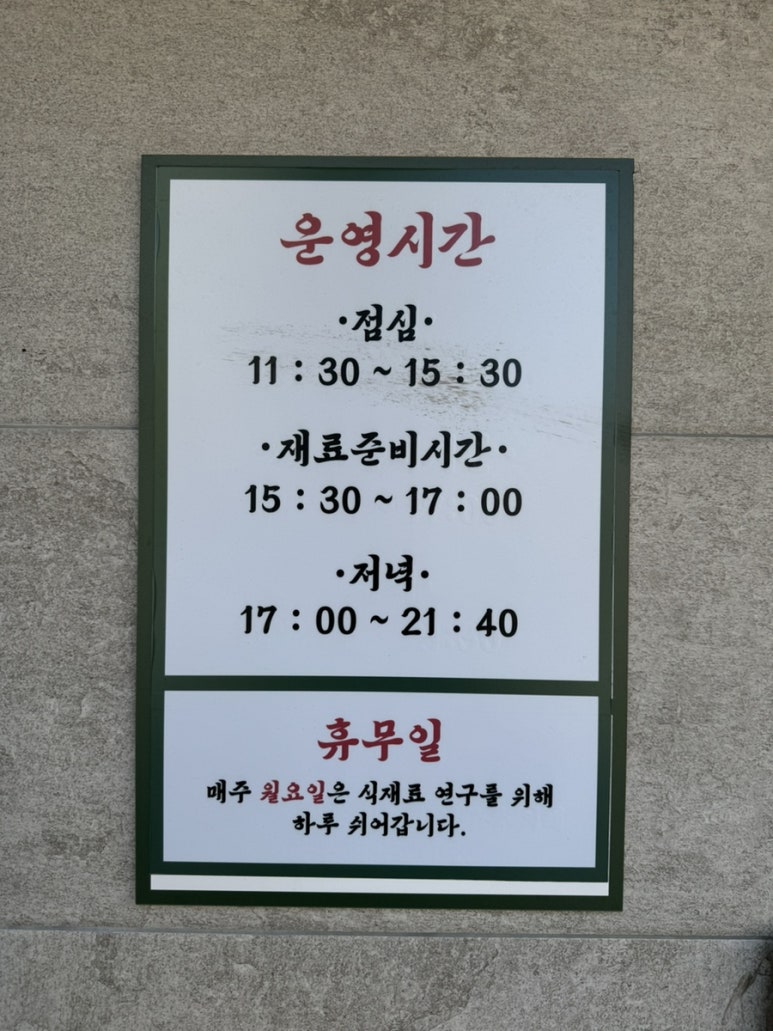 운영시간
·점심·
11 : 30 ~ 15 : 30
·재료준비시간·
15 : 30 ~ 17 : 00
·저녁·
17 : 00 ~ 21 : 40
휴무일
매주 월요일은 식재료 연구를 위해
하루 쉬어갑니다.